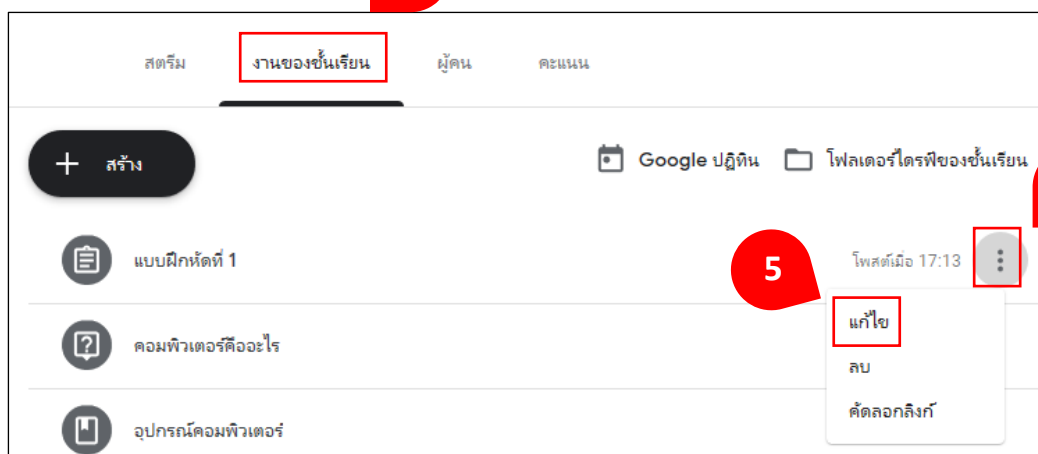 สตรีม งานของชั้นเรียน ผู้คน คะแนน
+ สร้าง
Google ปฏิทิน โฟลเดอร์ไดรฟ์ของชั้นเรียน
แบบฝึกหัดที่ 1 5 โพสต์เมื่อ 17:13
แก้ไข
คอมพิวเตอร์คืออะไร
ลบ
คัดลอกลิงก์
อุปกรณ์คอมพิวเตอร์